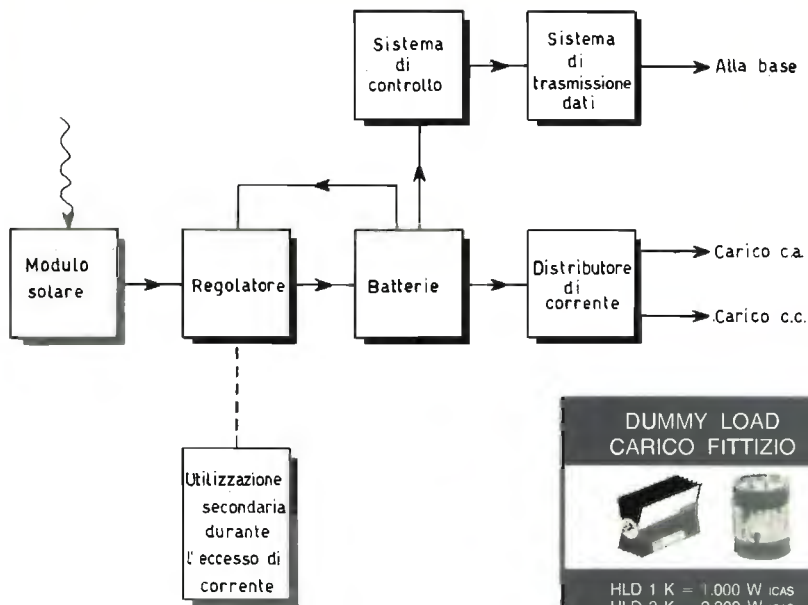 Sistema
di
controllo
Sistema
di
trasmissione
dati
Alla base
Modulo
solare
Regolatore
Batterie
Distributore
di
corrente
Carico c.a.
Carico c.c.
Utilizzazione
secondaria
durante
l'eccesso di
corrente
DUMMY LOAD
CARICO FITTIZIO
HLD 1 K = 1.000 W ICAS